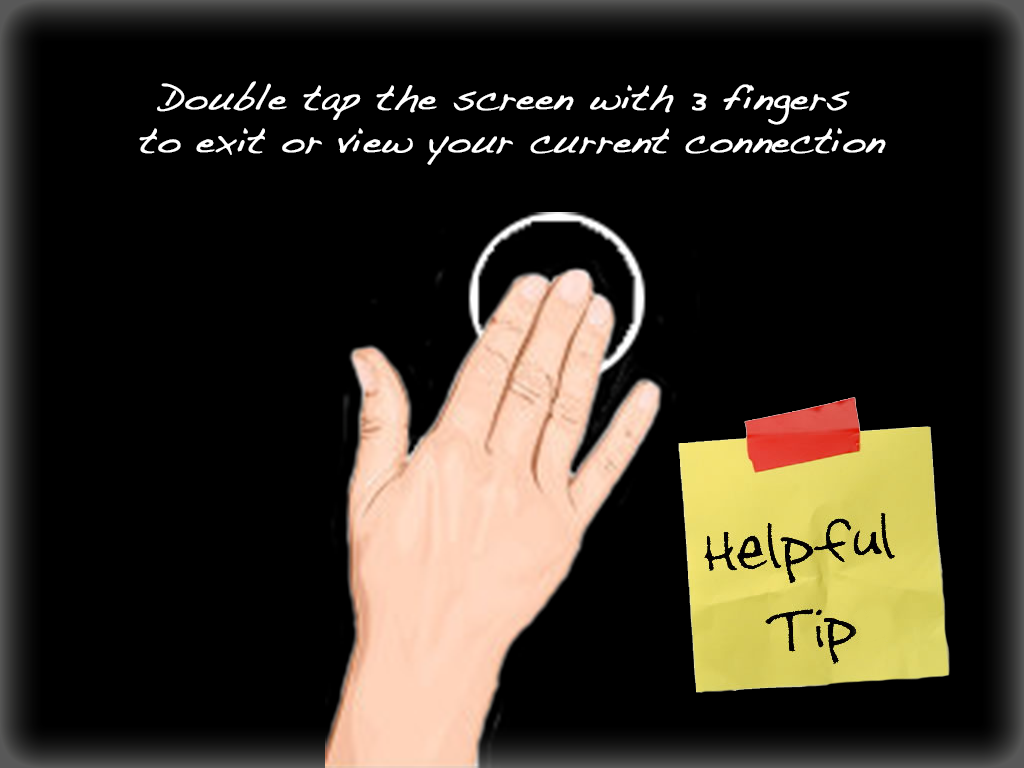 Double tap the screen with 3 fingers
to exit or view your current connection
Helpful
Tip